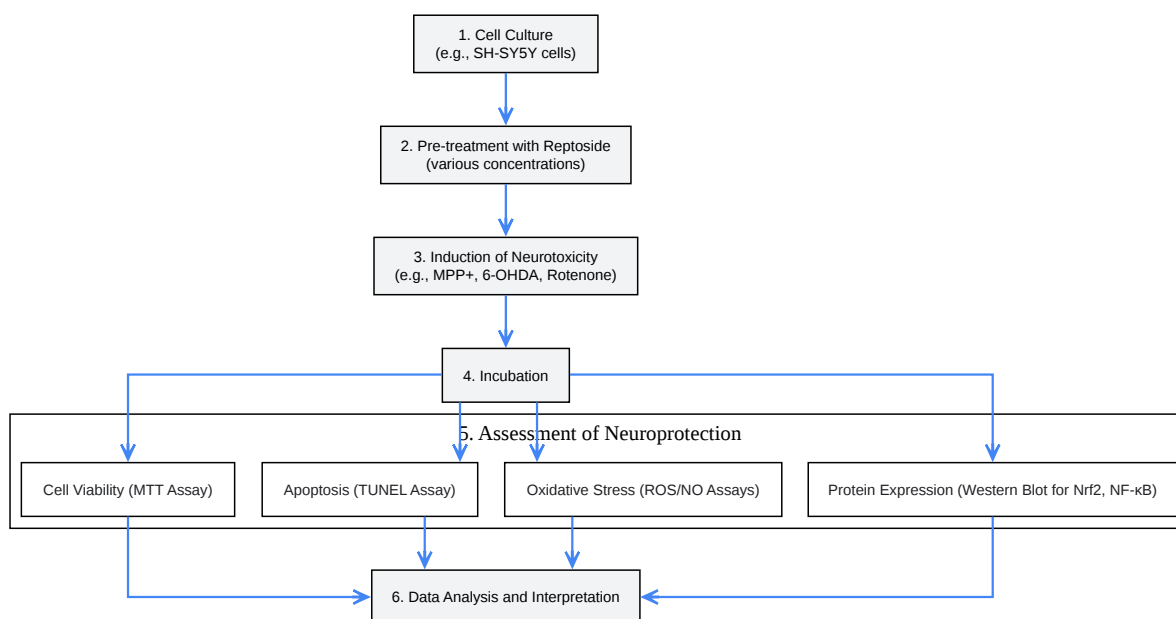 1. Cell Culture
(e.g., SH-SY5Y cells)
2. Pre-treatment with Reptoside
(various concentrations)
3. Induction of Neurotoxicity
(e.g., MPP+, 6-OHDA, Rotenone)
4. Incubation
5. Assessment of Neuroprotection
Cell Viability (MTT Assay)
Apoptosis (TUNEL Assay)
Oxidative Stress (ROS/NO Assays)
Protein Expression (Western Blot for Nrf2, NF-κB)
6. Data Analysis and Interpretation